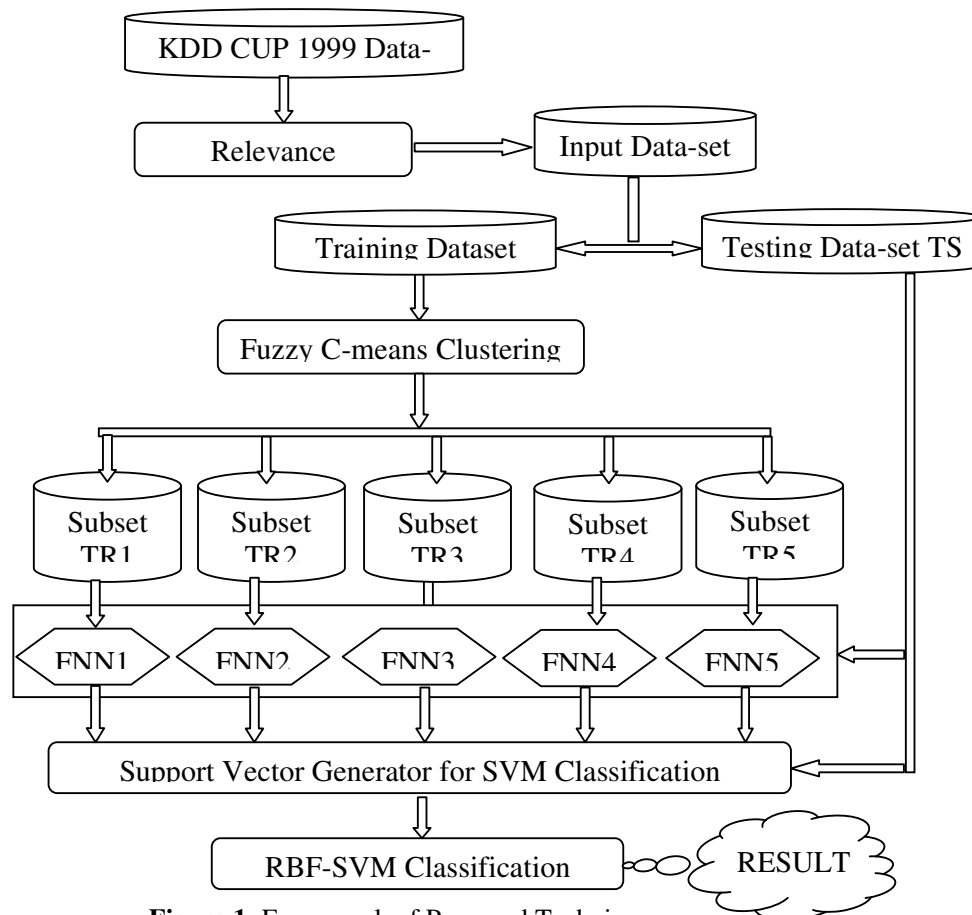 KDD CUP 1999 Data-
Relevance
Input Data-set
Training Dataset
Testing Data-set TS
Fuzzy C-means Clustering
Subset
TR1
Subset
TR2
Subset
TR3
Subset
TR4
Subset
TR5
FNN1
FNN2
FNN3
FNN4
FNN5
Support Vector Generator for SVM Classification
RBF-SVM Classification
RESULT
Figure 1. Framework of Proposed Technique